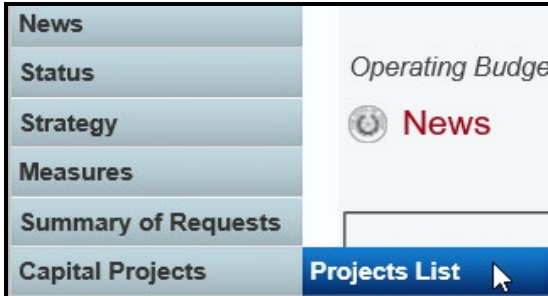 News
Status
Strategy
Measures
Summary of Requests
Capital Projects
Projects List
Operating Budge
News